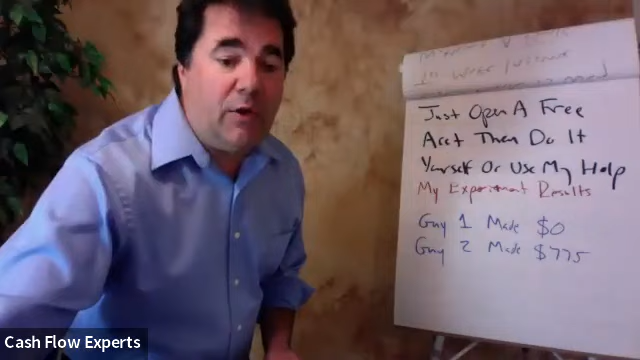 Just Open A Free
Acct Then Do It
Yourself Or Use My Help
My Experiment Results
Guy 1 Made $0
Guy 2 Made $775
Cash Flow Experts